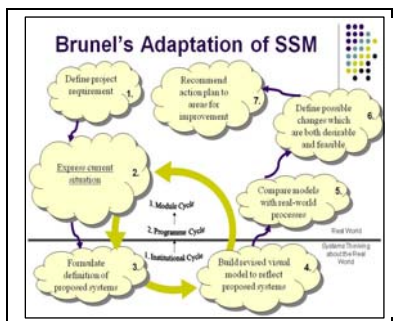 Brunel's Adaptation of SSM
Define project
requirement
1.
Express current
situation
2.
Formulate
definition of
proposed systems
3.
Build revised visual
model to reflect
proposed systems
4.
Compare models
with real-world
processes
5.
Define possible
changes which
are both desirable
and feasible
6.
Recommend
action plan to
areas for
improvement
7.
3. Module Cycle
2. Programme Cycle
1. Institutional Cycle
Real World
Systems Thinking
about the Real
World